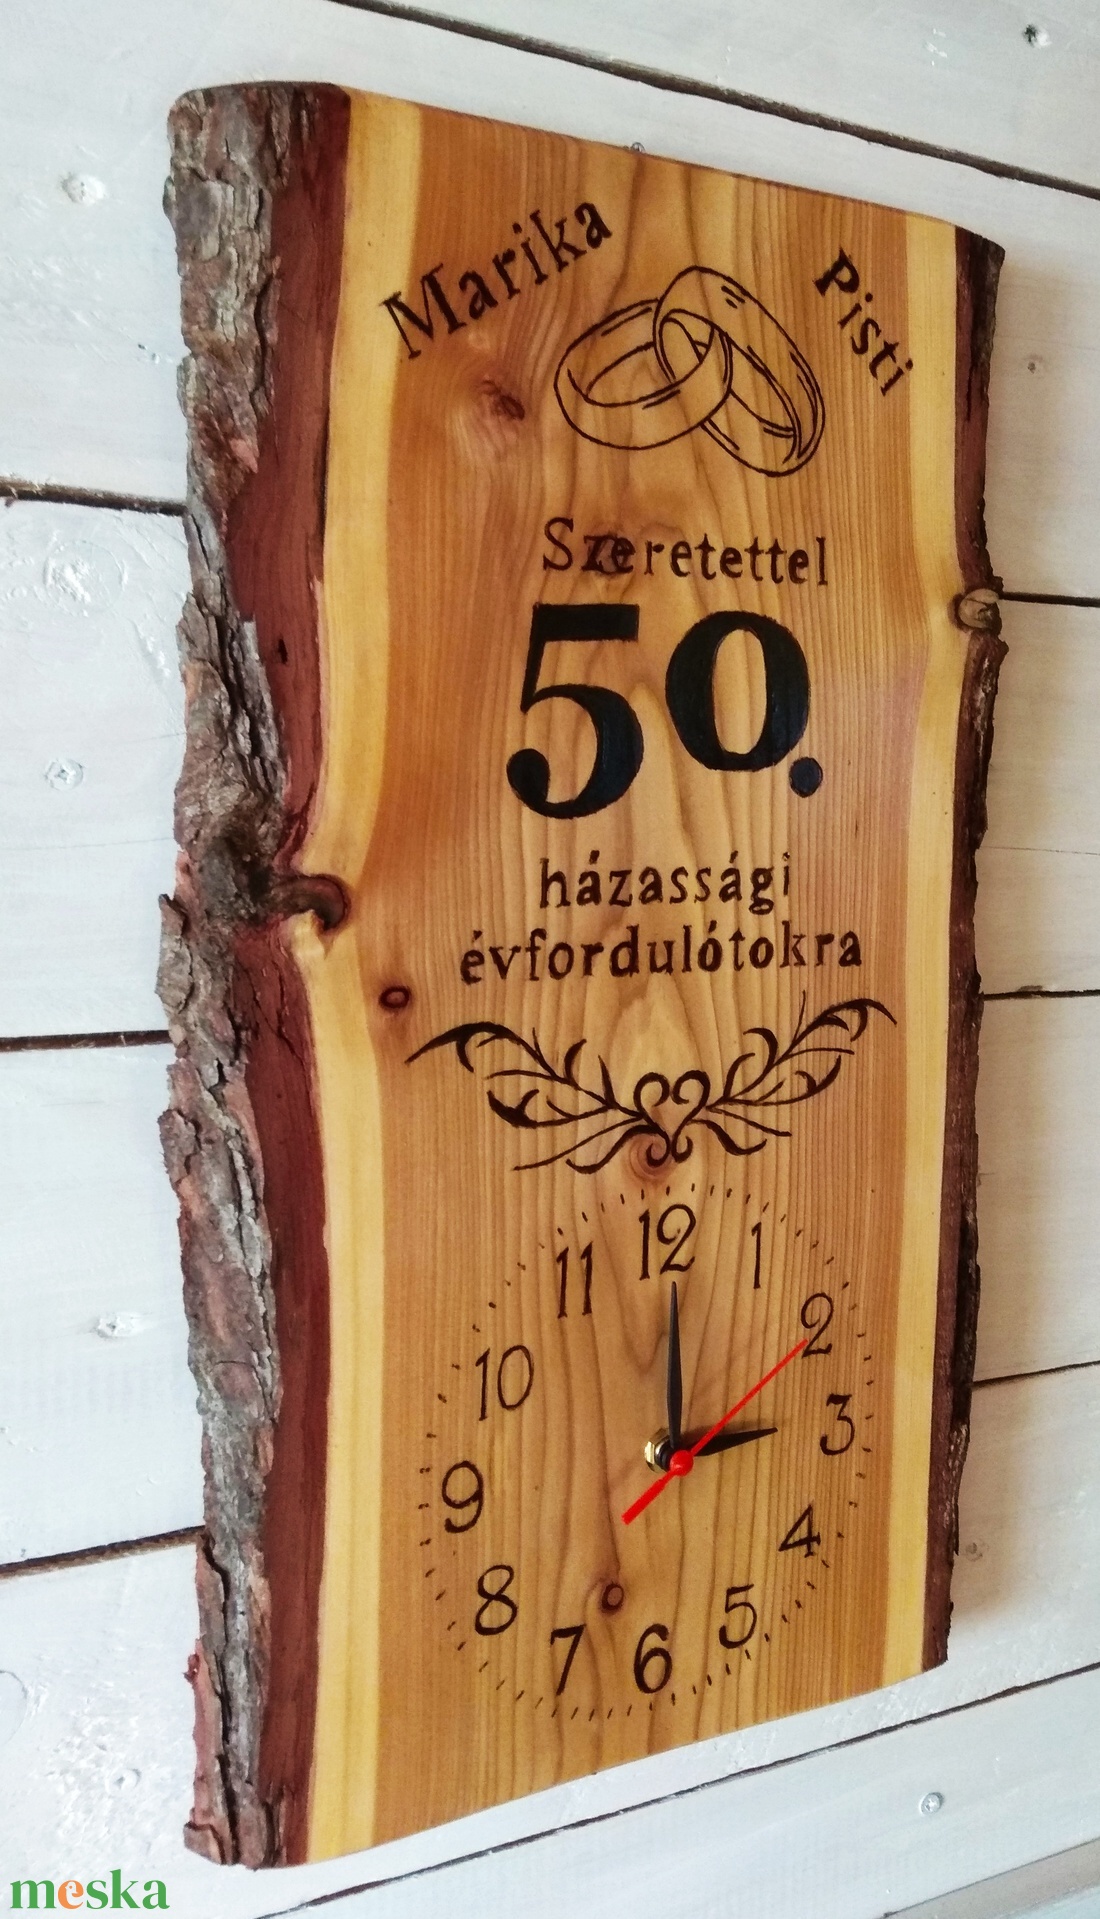 Marika
Pisti
Szeretettel
50.
házassági
évfordulótokra
12
1
2
3
4
5
6
7
8
9
10
11
meska